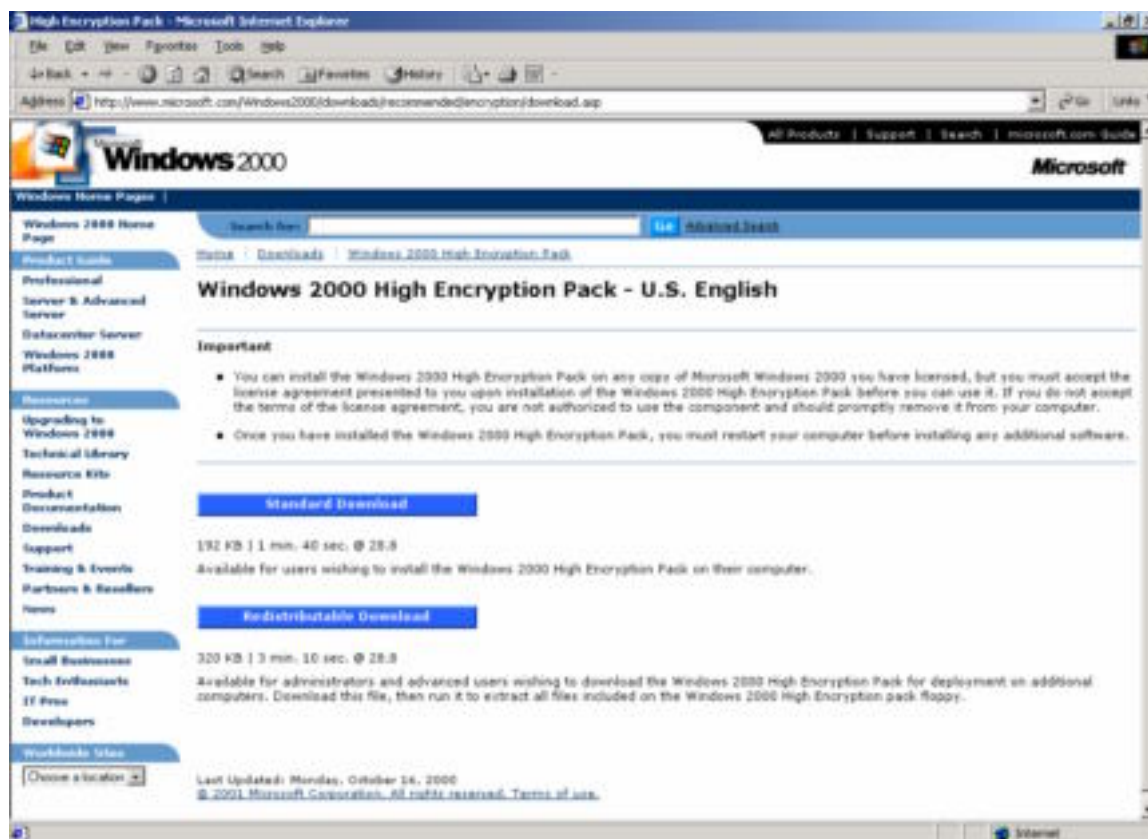 High Encryption Pack - Microsoft Internet Explorer
File Edit View Favorites Tools Help
Back Search Favorites History
Address http://www.microsoft.com/Windows2000/downloads/recommended/encryption/download.asp Go Links
All Products | Support | Search | microsoft.com Guide
Microsoft
Windows 2000
Microsoft
Windows Home Pages |
Windows 2000 Home
Page
Product Guide
Professional
Server & Advanced
Server
Datacenter Server
Windows 2000
Platform
Resources
Upgrading to
Windows 2000
Technical Library
Resource Kits
Product
Documentation
Downloads
Support
Training & Events
Partners & Resellers
News
Information For
Small Businesses
Tech Enthusiasts
IT Pros
Developers
Worldwide Sites
Choose a location
Search for: Go Advanced Search
Home | Downloads | Windows 2000 High Encryption Pack
Windows 2000 High Encryption Pack - U.S. English
Important
You can install the Windows 2000 High Encryption Pack on any copy of Microsoft Windows 2000 you have licensed, but you must accept the
license agreement presented to you upon installation of the Windows 2000 High Encryption Pack before you can use it. If you do not accept
the terms of the license agreement, you are not authorized to use the component and should promptly remove it from your computer.
Once you have installed the Windows 2000 High Encryption Pack, you must restart your computer before installing any additional software.
Standard Download
192 KB | 1 min. 40 sec. @ 28.8
Available for users wishing to install the Windows 2000 High Encryption Pack on their computer.
Redistributable Download
320 KB | 3 min. 10 sec. @ 28.8
Available for administrators and advanced users wishing to download the Windows 2000 High Encryption Pack for deployment on additional
computers. Download this file, then run it to extract all files included on the Windows 2000 High Encryption pack floppy.
Last Updated: Monday, October 16, 2000
© 2001 Microsoft Corporation. All rights reserved. Terms of use.
Internet